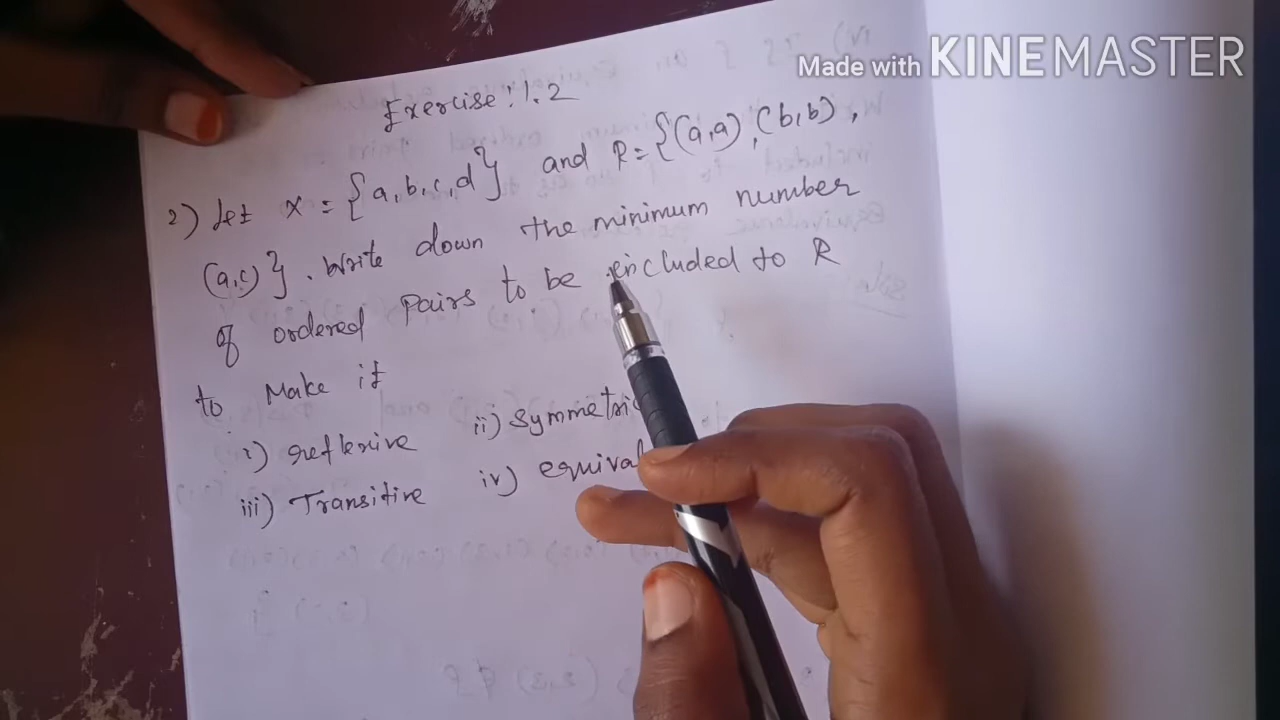 Made with KINEMASTER
Exercise : 1.2
2) Let X = {a, b, c, d} and R = {(a,a), (b,b),
(a,c)}. Write down the minimum number
of ordered pairs to be included to R
to Make it
i) reflexive ii) Symmetric
iii) Transitive iv) equival